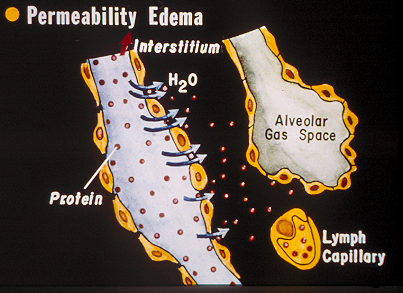 Permeability Edema
Interstitium
H2O
Alveolar
Gas Space
Protein
Lymph
Capillary